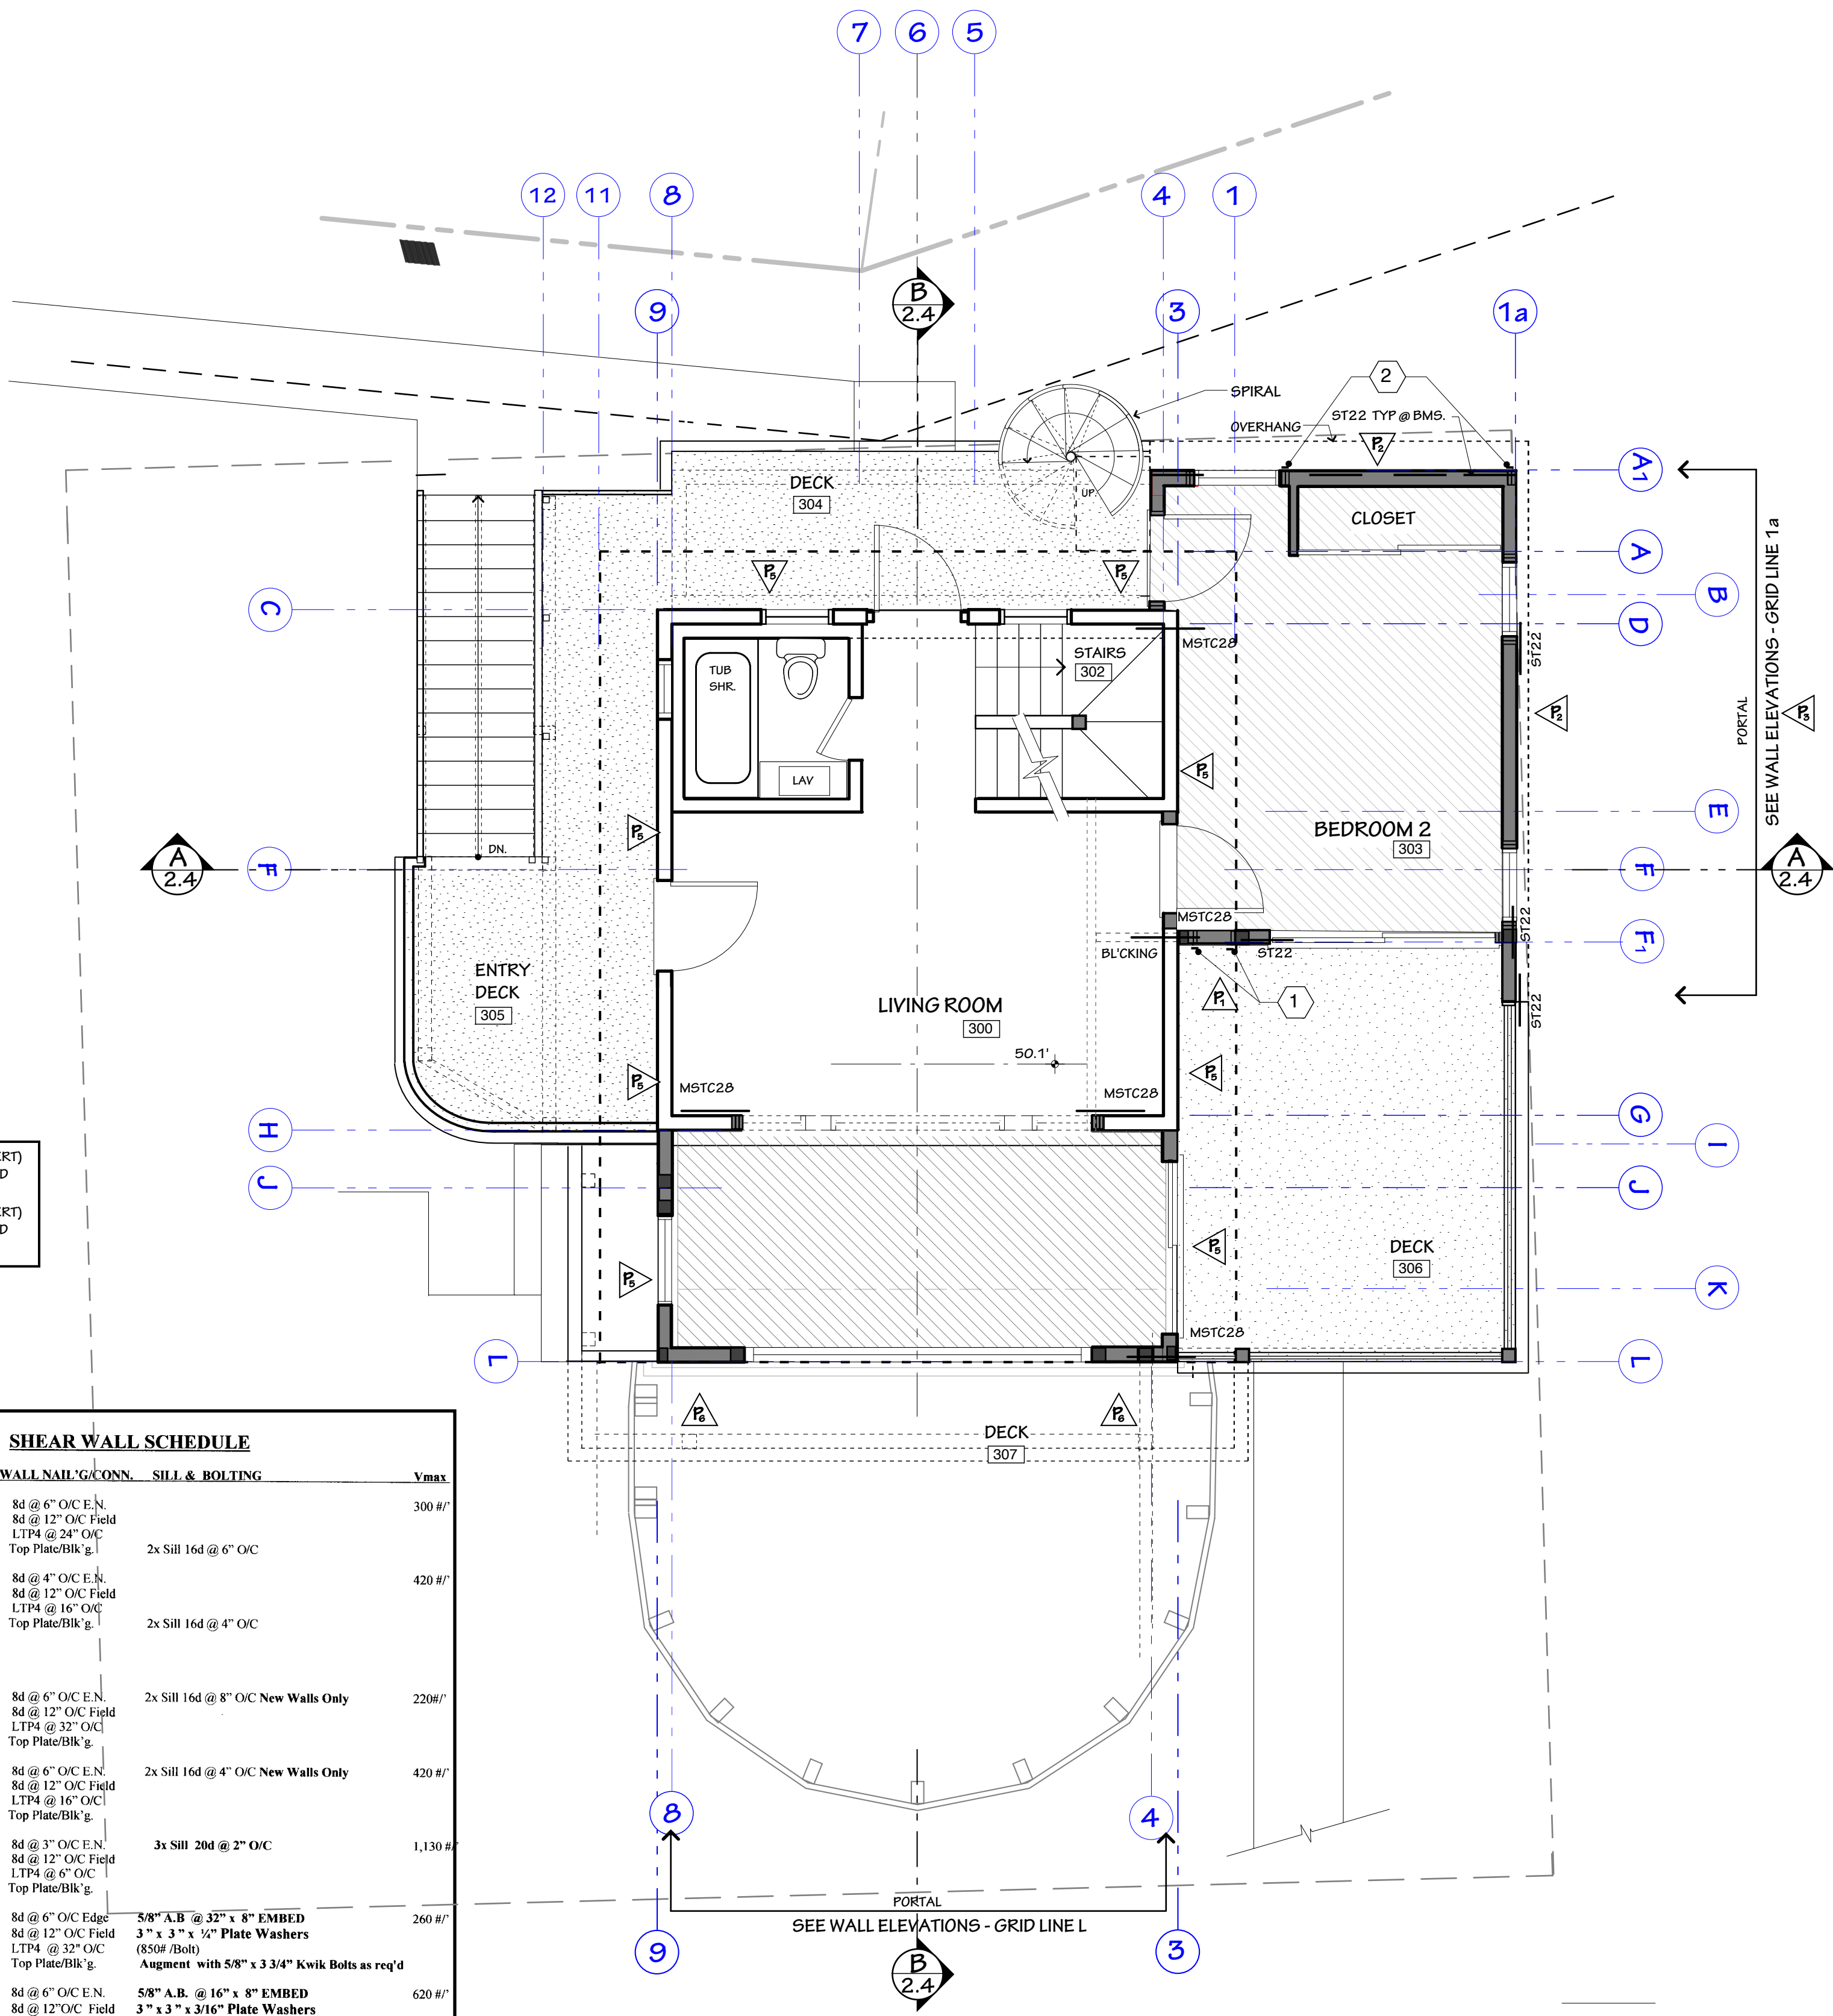 7
6
5
12
11
8
4
1
9
B
2.4
3
1a
2
SPIRAL
ST22 TYP @ BMS.
OVERHANG
P2
A1
DECK
304
UP
CLOSET
A
P5
P5
B
C
D
MSTC28
TUB
SHR.
STAIRS
302
ST22
SEE WALL ELEVATIONS - GRID LINE 1a
PORTAL
P2
P3
LAV
P5
E
P5
BEDROOM 2
303
DN.
A
2.4
F
F
A
2.4
MSTC28
ST22
F1
BL'CKING
ST22
ENTRY
DECK
305
LIVING ROOM
300
P1
1
ST22
50.1'
P5
P5
MSTC28
MSTC28
G
H
I
ERT)
D
J
J
ERT)
D
P5
P5
DECK
306
K
MSTC28
L
L
P6
P6
DECK
307
SHEAR WALL SCHEDULE
WALL NAIL'G/CONN. SILL & BOLTING Vmax
8d @ 6" O/C E.N. 300 #/'
8d @ 12" O/C Field
LTP4 @ 24" O/C
Top Plate/Blk'g. 2x Sill 16d @ 6" O/C
8d @ 4" O/C E.N. 420 #/'
8d @ 12" O/C Field
LTP4 @ 16" O/C
Top Plate/Blk'g. 2x Sill 16d @ 4" O/C
8d @ 6" O/C E.N. 2x Sill 16d @ 8" O/C New Walls Only 220#/'
8d @ 12" O/C Field
LTP4 @ 32" O/C
Top Plate/Blk'g.
8d @ 6" O/C E.N. 2x Sill 16d @ 4" O/C New Walls Only 420 #/'
8d @ 12" O/C Field
LTP4 @ 16" O/C
Top Plate/Blk'g.
8d @ 3" O/C E.N. 3x Sill 20d @ 2" O/C 1,130 #/'
8d @ 12" O/C Field
LTP4 @ 6" O/C
Top Plate/Blk'g.
8d @ 6" O/C Edge 5/8" A.B @ 32" x 8" EMBED 260 #/'
8d @ 12" O/C Field 3 " x 3 " x ¼" Plate Washers
LTP4 @ 32" O/C (850# /Bolt)
Top Plate/Blk'g. Augment with 5/8" x 3 3/4" Kwik Bolts as req'd
8d @ 6" O/C E.N. 5/8" A.B. @ 16" x 8" EMBED 620 #/'
8d @ 12"O/C Field 3 " x 3 " x 3/16" Plate Washers
8
4
PORTAL
SEE WALL ELEVATIONS - GRID LINE L
9
3
B
2.4